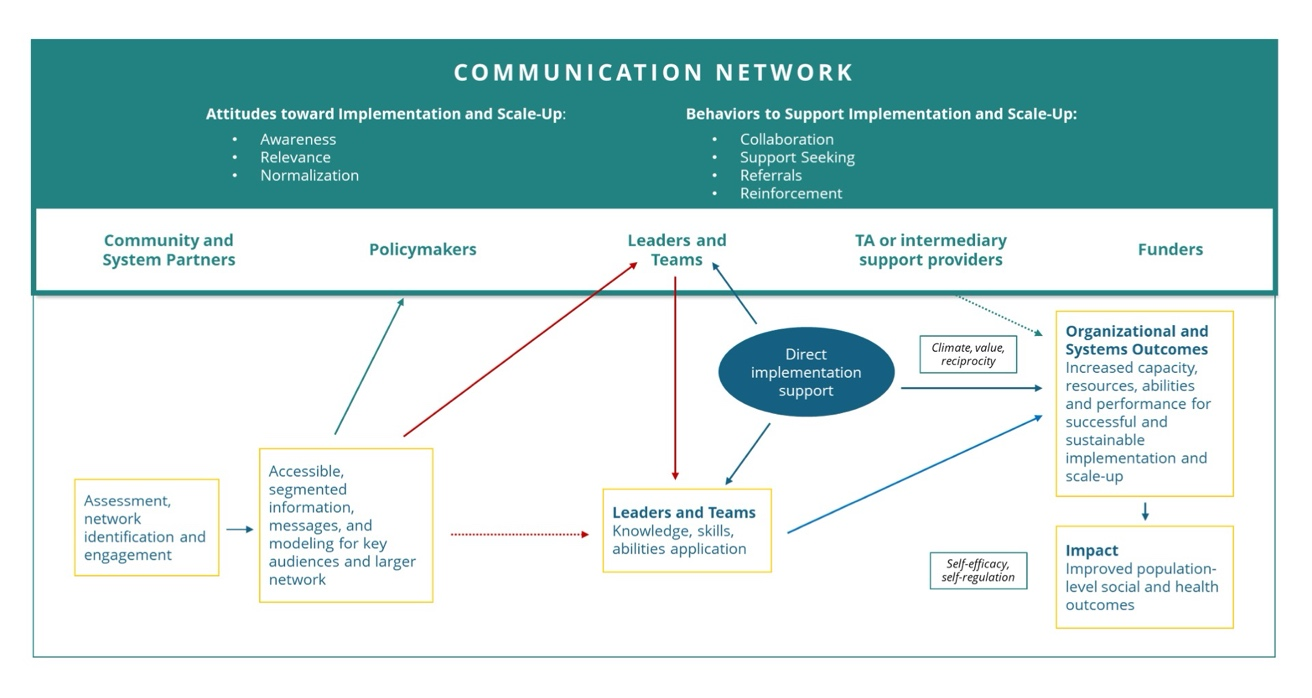 COMMUNICATION NETWORK
Attitudes toward Implementation and Scale-Up:
• Awareness
• Relevance
• Normalization
Behaviors to Support Implementation and Scale-Up:
• Collaboration
• Support Seeking
• Referrals
• Reinforcement
Community and
System Partners
Policymakers
Leaders and
Teams
TA or intermediary
support providers
Funders
Direct
implementation
support
Climate, value,
reciprocity
Organizational and
Systems Outcomes
Increased capacity,
resources, abilities
and performance for
successful and
sustainable
implementation and
scale-up
Assessment,
network
identification and
engagement
Accessible,
segmented
information,
messages, and
modeling for key
audiences and larger
network
Leaders and Teams
Knowledge, skills,
abilities application
Self-efficacy,
self-regulation
Impact
Improved population-
level social and health
outcomes